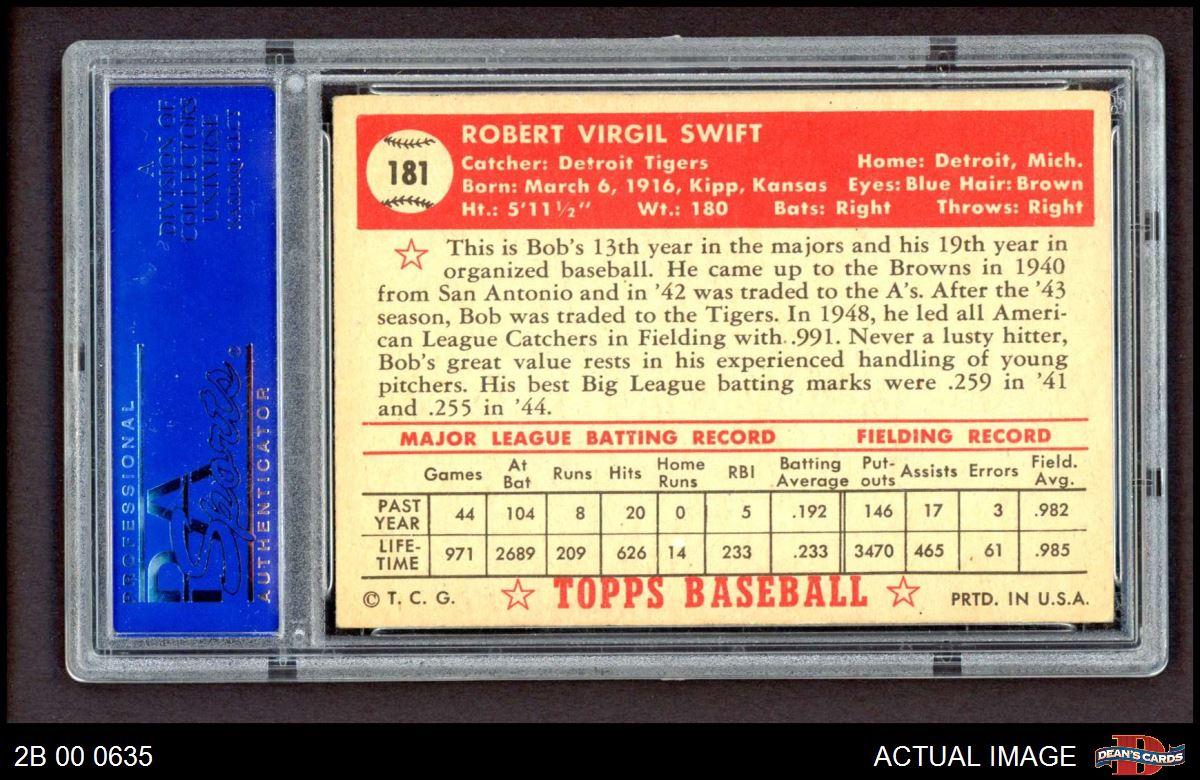 A
DIVISION OF
COLLECTORS
UNIVERSE
NASDAQ: CLCT
PROFESSIONAL
PSA
Sports
AUTHENTICATOR
181
ROBERT VIRGIL SWIFT
Catcher: Detroit Tigers Home: Detroit, Mich.
Born: March 6, 1916, Kipp, Kansas Eyes: Blue Hair: Brown
Ht.: 5'11½" Wt.: 180 Bats: Right Throws: Right
This is Bob's 13th year in the majors and his 19th year in
organized baseball. He came up to the Browns in 1940
from San Antonio and in '42 was traded to the A's. After the '43
season, Bob was traded to the Tigers. In 1948, he led all Ameri-
can League Catchers in Fielding with .991. Never a lusty hitter,
Bob's great value rests in his experienced handling of young
pitchers. His best Big League batting marks were .259 in '41
and .255 in '44.
MAJOR LEAGUE BATTING RECORD FIELDING RECORD
Games At Bat Runs Hits Home Runs RBI Batting Average Put-outs Assists Errors Field. Avg.
PAST YEAR 44 104 8 20 0 5 .192 146 17 3 .982
LIFE-TIME 971 2689 209 626 14 233 .233 3470 465 61 .985
© T. C. G. TOPPS BASEBALL PRTD. IN U.S.A.
2B 00 0635 ACTUAL IMAGE DEAN'S CARDS